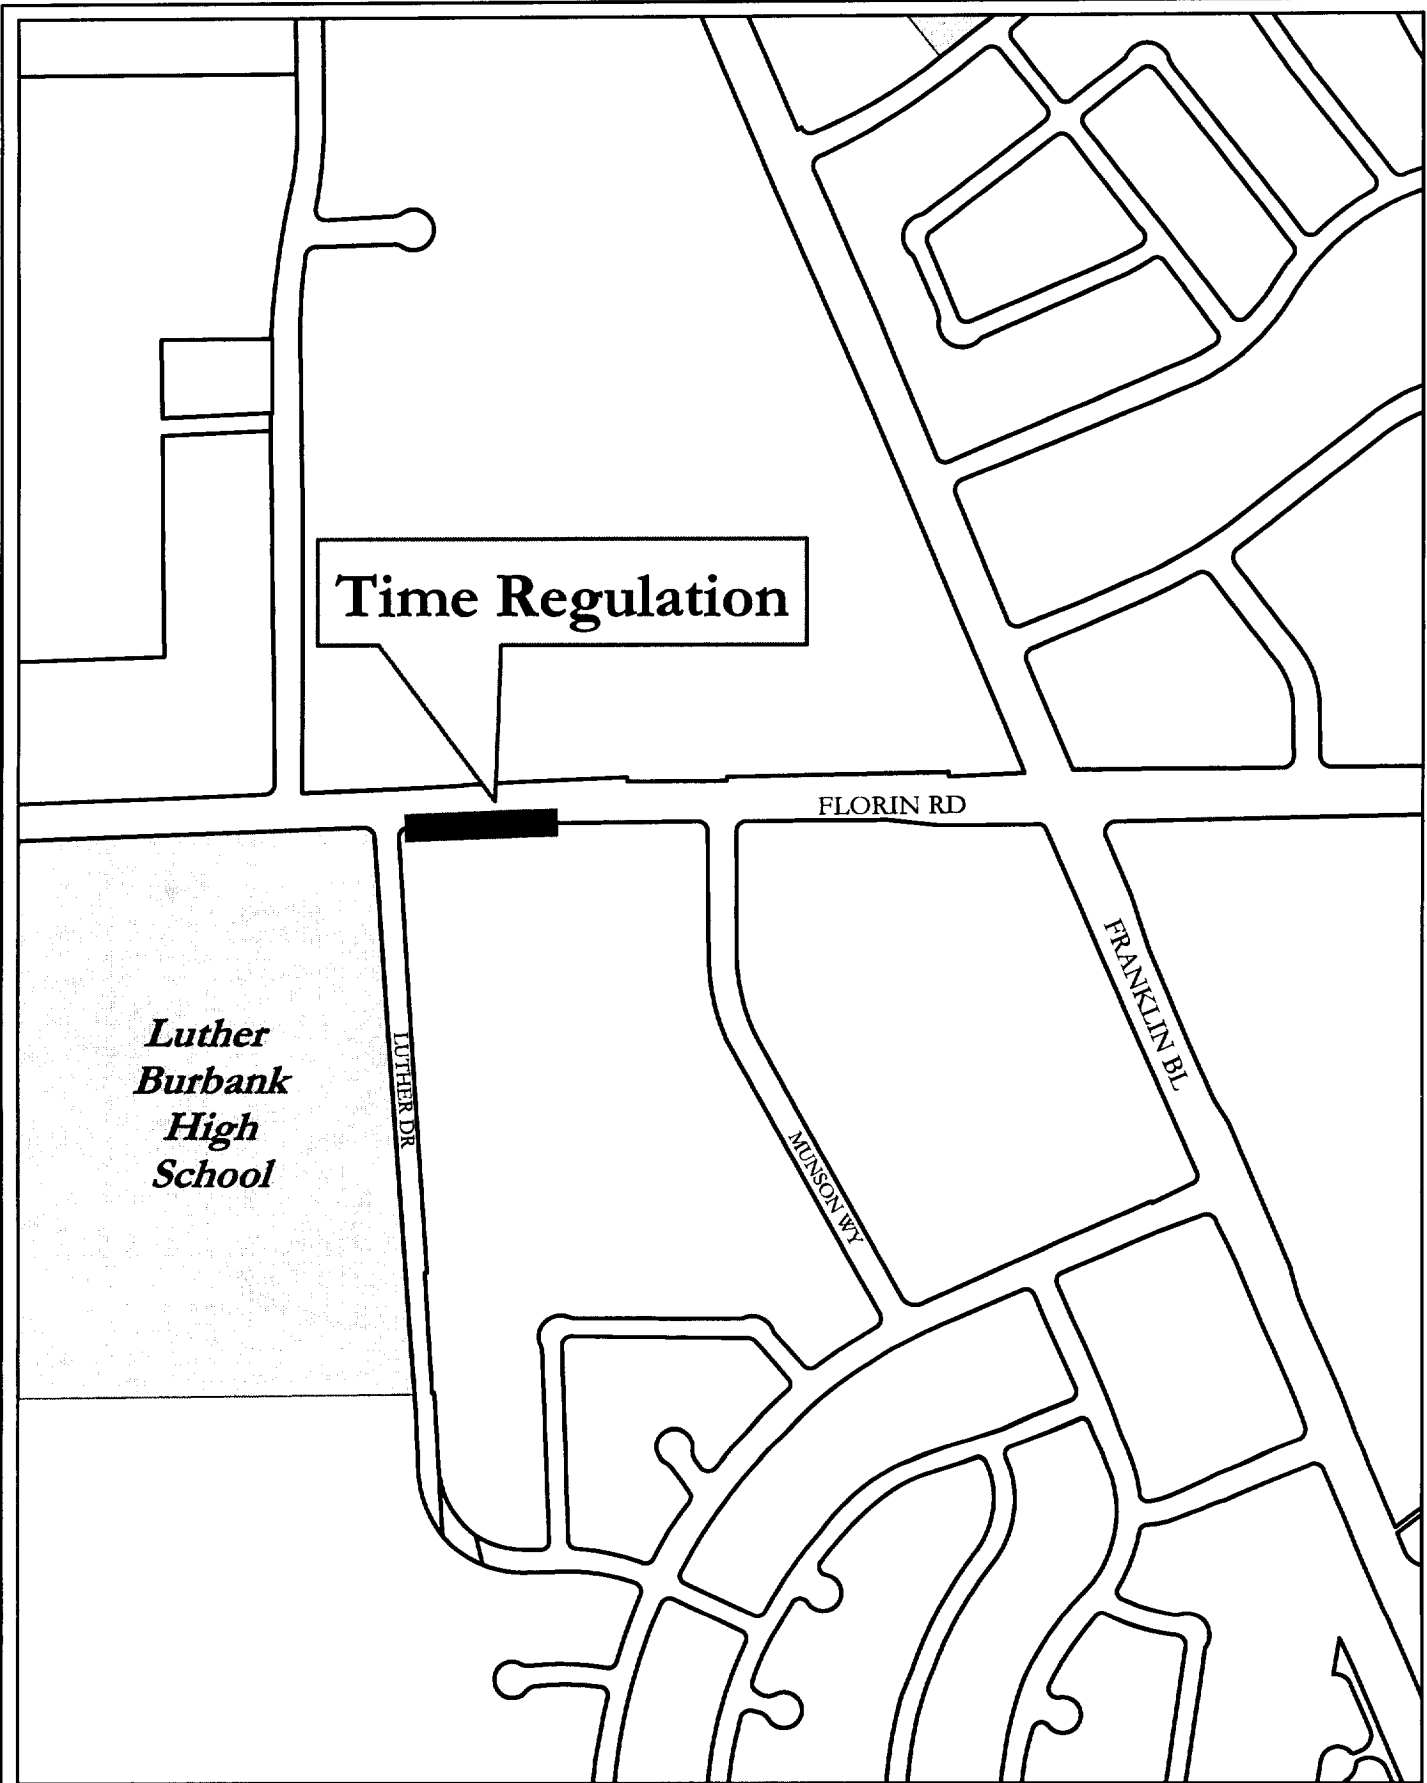 Time Regulation
FLORIN RD
FRANKLIN BL
Luther
Burbank
High
School
LUTHER DR
MUNSON WY